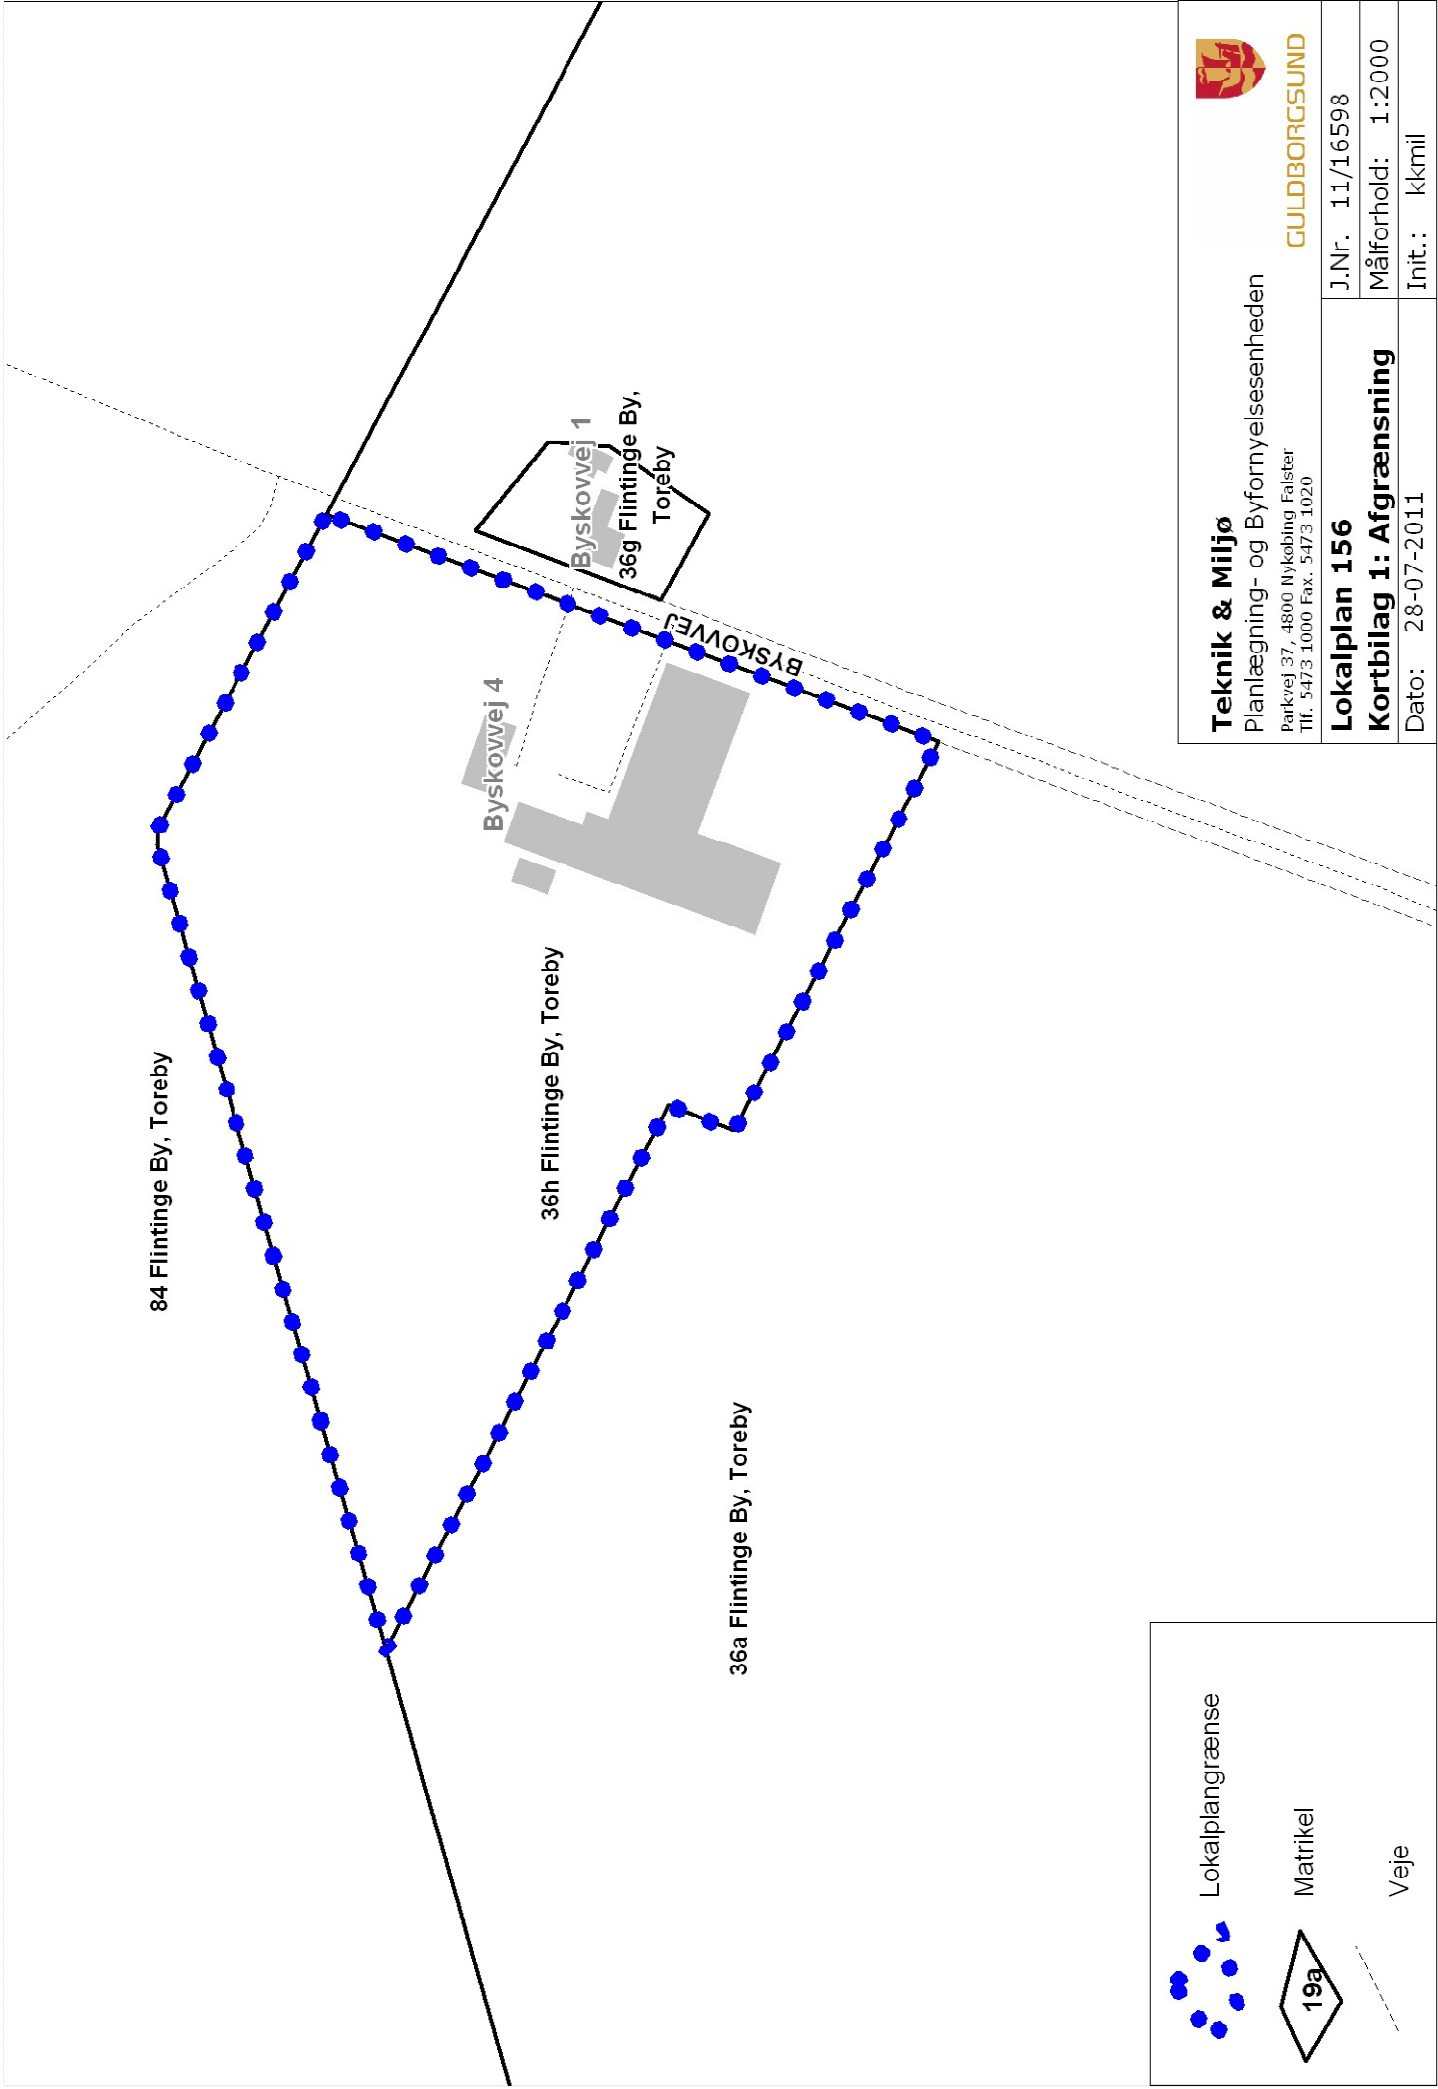 84 Flintinge By, Toreby
Byskovvej 4
36h Flintinge By, Toreby
Byskovvej 1
36g Flintinge By,
Toreby
BYSKOVVEJ
36a Flintinge By, Toreby
Lokalplangrænse
19a
Matrikel
Veje
Teknik & Miljø
Planlægning- og Byfornyelsesenheden
Parkvej 37, 4800 Nykøbing Falster
Tlf. 5473 1000 Fax. 5473 1020
GULDBORGSUND
Lokalplan 156
J.Nr. 11/16598
Kortbilag 1: Afgrænsning
Målforhold: 1:2000
Dato: 28-07-2011
Init.: kkmil